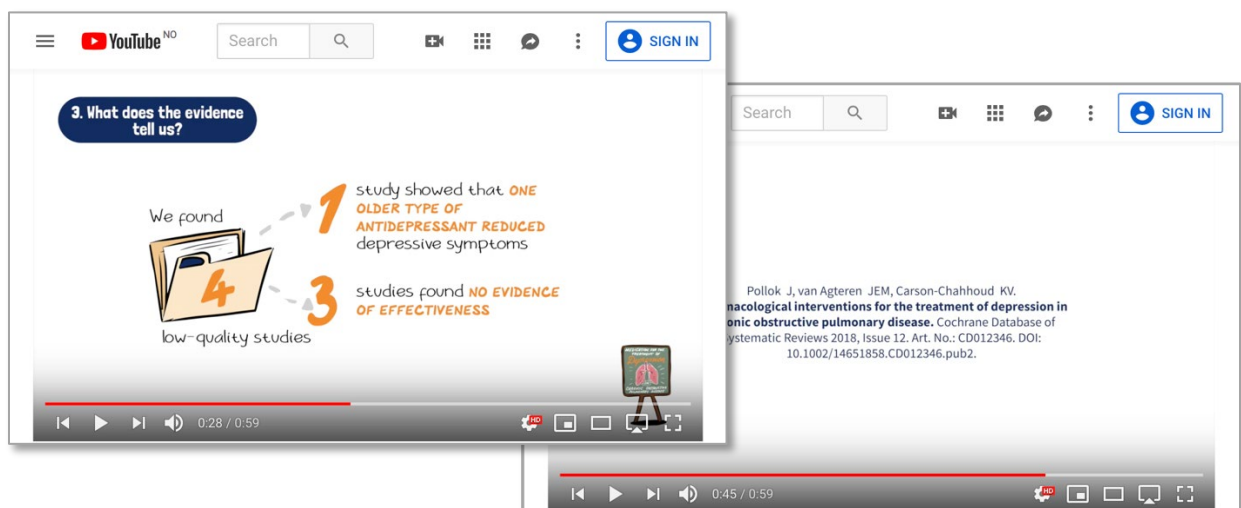 YouTube NO
Search
SIGN IN
3. What does the evidence
tell us?
We found
4
low-quality studies
1
study showed that ONE
OLDER TYPE OF
ANTIDEPRESSANT REDUCED
depressive symptoms
3
studies found NO EVIDENCE
OF EFFECTIVENESS
0:28 / 0:59
HD
Search
SIGN IN
Pollok J, van Agteren JEM, Carson-Chahhoud KV.
nacological interventions for the treatment of depression in
onic obstructive pulmonary disease. Cochrane Database of
ystematic Reviews 2018, Issue 12. Art. No.: CD012346. DOI:
10.1002/14651858.CD012346.pub2.
0:45 / 0:59
HD